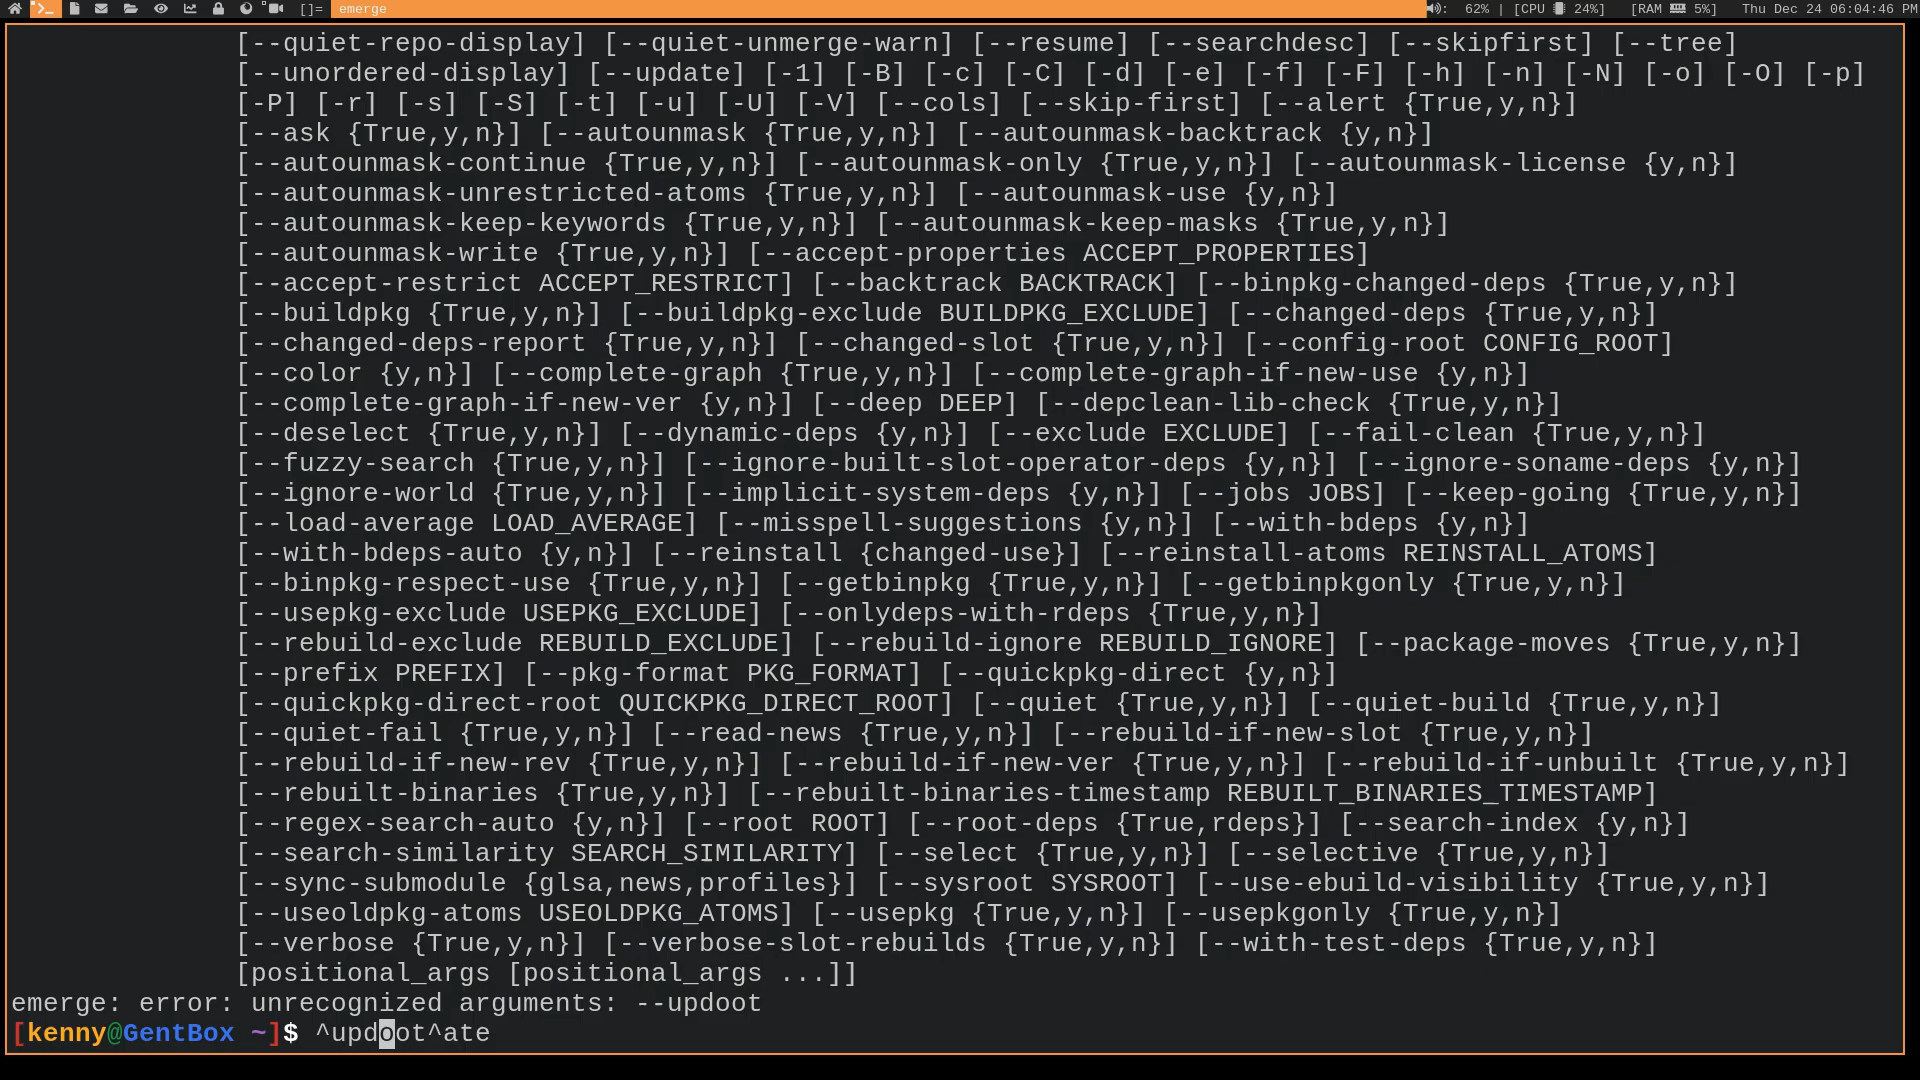 []= emerge 62% | [CPU 24%] [RAM 5%] Thu Dec 24 06:04:46 PM
[--quiet-repo-display] [--quiet-unmerge-warn] [--resume] [--searchdesc] [--skipfirst] [--tree]
[--unordered-display] [--update] [-1] [-B] [-c] [-C] [-d] [-e] [-f] [-F] [-h] [-n] [-N] [-o] [-O] [-p]
[-P] [-r] [-s] [-S] [-t] [-u] [-U] [-V] [--cols] [--skip-first] [--alert {True,y,n}]
[--ask {True,y,n}] [--autounmask {True,y,n}] [--autounmask-backtrack {y,n}]
[--autounmask-continue {True,y,n}] [--autounmask-only {True,y,n}] [--autounmask-license {y,n}]
[--autounmask-unrestricted-atoms {True,y,n}] [--autounmask-use {y,n}]
[--autounmask-keep-keywords {True,y,n}] [--autounmask-keep-masks {True,y,n}]
[--autounmask-write {True,y,n}] [--accept-properties ACCEPT_PROPERTIES]
[--accept-restrict ACCEPT_RESTRICT] [--backtrack BACKTRACK] [--binpkg-changed-deps {True,y,n}]
[--buildpkg {True,y,n}] [--buildpkg-exclude BUILDPKG_EXCLUDE] [--changed-deps {True,y,n}]
[--changed-deps-report {True,y,n}] [--changed-slot {True,y,n}] [--config-root CONFIG_ROOT]
[--color {y,n}] [--complete-graph {True,y,n}] [--complete-graph-if-new-use {y,n}]
[--complete-graph-if-new-ver {y,n}] [--deep DEEP] [--depclean-lib-check {True,y,n}]
[--deselect {True,y,n}] [--dynamic-deps {y,n}] [--exclude EXCLUDE] [--fail-clean {True,y,n}]
[--fuzzy-search {True,y,n}] [--ignore-built-slot-operator-deps {y,n}] [--ignore-soname-deps {y,n}]
[--ignore-world {True,y,n}] [--implicit-system-deps {y,n}] [--jobs JOBS] [--keep-going {True,y,n}]
[--load-average LOAD_AVERAGE] [--misspell-suggestions {y,n}] [--with-bdeps {y,n}]
[--with-bdeps-auto {y,n}] [--reinstall {changed-use}] [--reinstall-atoms REINSTALL_ATOMS]
[--binpkg-respect-use {True,y,n}] [--getbinpkg {True,y,n}] [--getbinpkgonly {True,y,n}]
[--usepkg-exclude USEPKG_EXCLUDE] [--onlydeps-with-rdeps {True,y,n}]
[--rebuild-exclude REBUILD_EXCLUDE] [--rebuild-ignore REBUILD_IGNORE] [--package-moves {True,y,n}]
[--prefix PREFIX] [--pkg-format PKG_FORMAT] [--quickpkg-direct {y,n}]
[--quickpkg-direct-root QUICKPKG_DIRECT_ROOT] [--quiet {True,y,n}] [--quiet-build {True,y,n}]
[--quiet-fail {True,y,n}] [--read-news {True,y,n}] [--rebuild-if-new-slot {True,y,n}]
[--rebuild-if-new-rev {True,y,n}] [--rebuild-if-new-ver {True,y,n}] [--rebuild-if-unbuilt {True,y,n}]
[--rebuilt-binaries {True,y,n}] [--rebuilt-binaries-timestamp REBUILT_BINARIES_TIMESTAMP]
[--regex-search-auto {y,n}] [--root ROOT] [--root-deps {True,rdeps}] [--search-index {y,n}]
[--search-similarity SEARCH_SIMILARITY] [--select {True,y,n}] [--selective {True,y,n}]
[--sync-submodule {glsa,news,profiles}] [--sysroot SYSROOT] [--use-ebuild-visibility {True,y,n}]
[--useoldpkg-atoms USEOLDPKG_ATOMS] [--usepkg {True,y,n}] [--usepkgonly {True,y,n}]
[--verbose {True,y,n}] [--verbose-slot-rebuilds {True,y,n}] [--with-test-deps {True,y,n}]
[positional_args [positional_args ...]]
emerge: error: unrecognized arguments: --updoot
[kenny@GentBox ~]$ ^updoot^ate